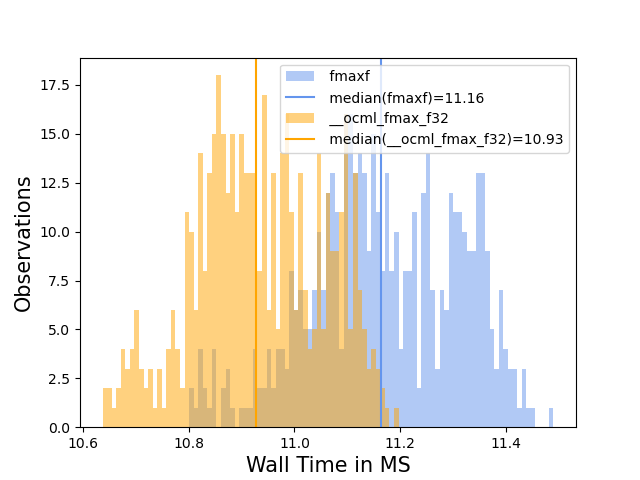 fmaxf
median(fmaxf)=11.16
__ocml_fmax_f32
median(__ocml_fmax_f32)=10.93
Observations
17.5
15.0
12.5
10.0
7.5
5.0
2.5
0.0
10.6 10.8 11.0 11.2 11.4
Wall Time in MS